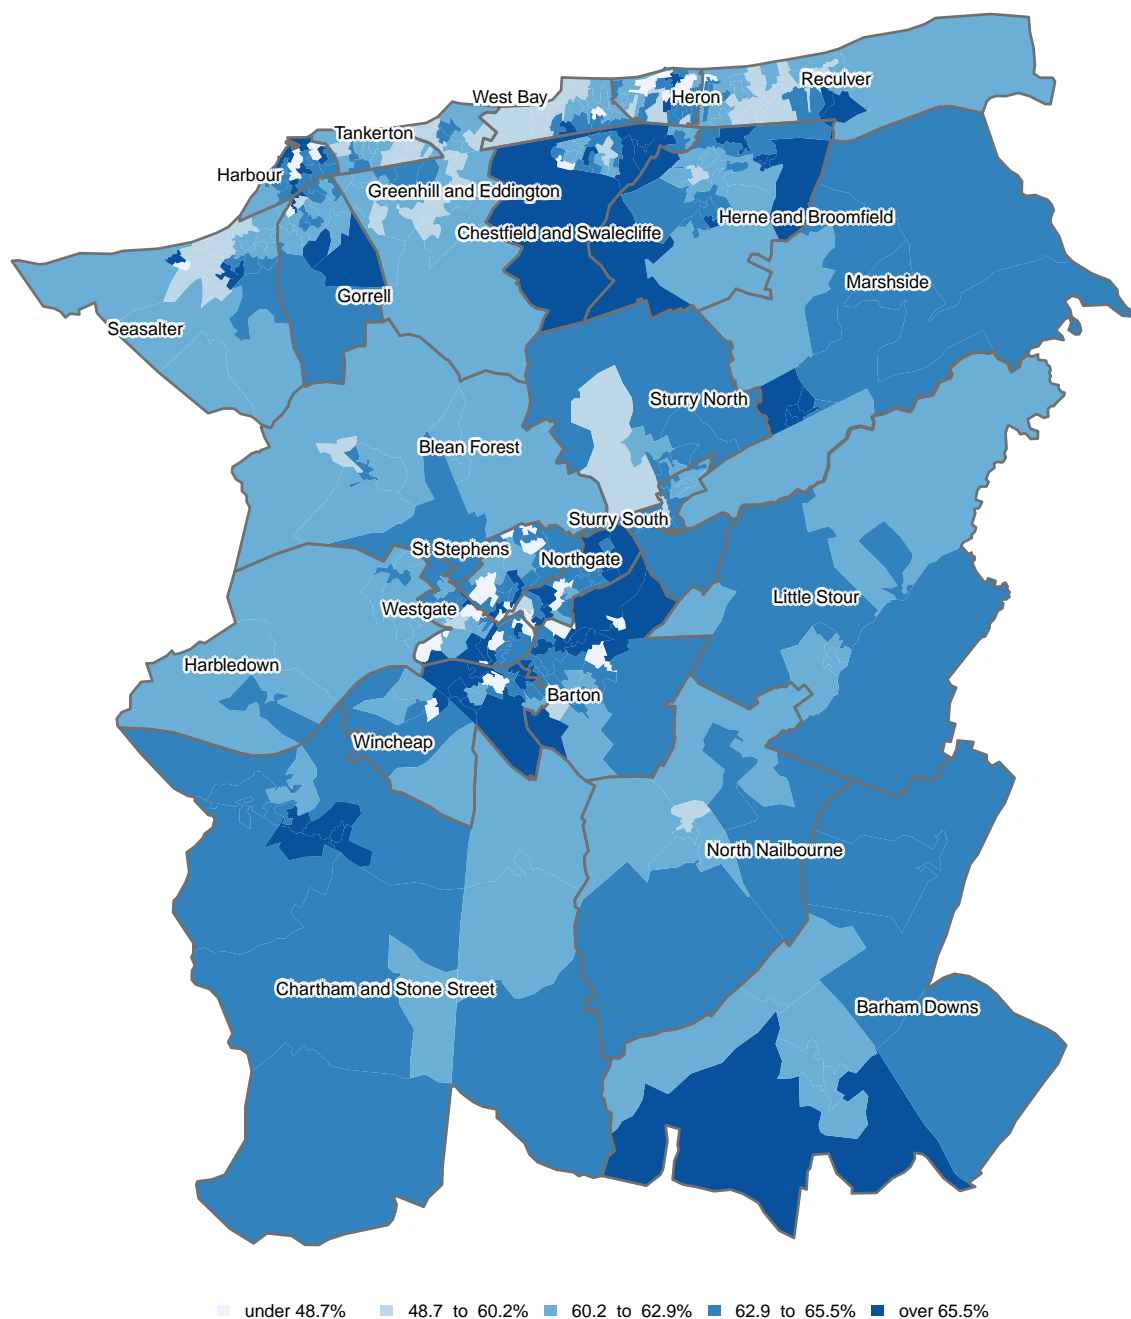 Reculver
West Bay
Heron
Tankerton
Harbour
Greenhill and Eddington
Herne and Broomfield
Chestfield and Swalecliffe
Marshside
Gorrell
Seasalter
Sturry North
Blean Forest
Sturry South
St Stephens
Northgate
Little Stour
Westgate
Harbledown
Barton
Wincheap
North Nailbourne
Chartham and Stone Street
Barham Downs
under 48.7% 48.7 to 60.2% 60.2 to 62.9% 62.9 to 65.5% over 65.5%